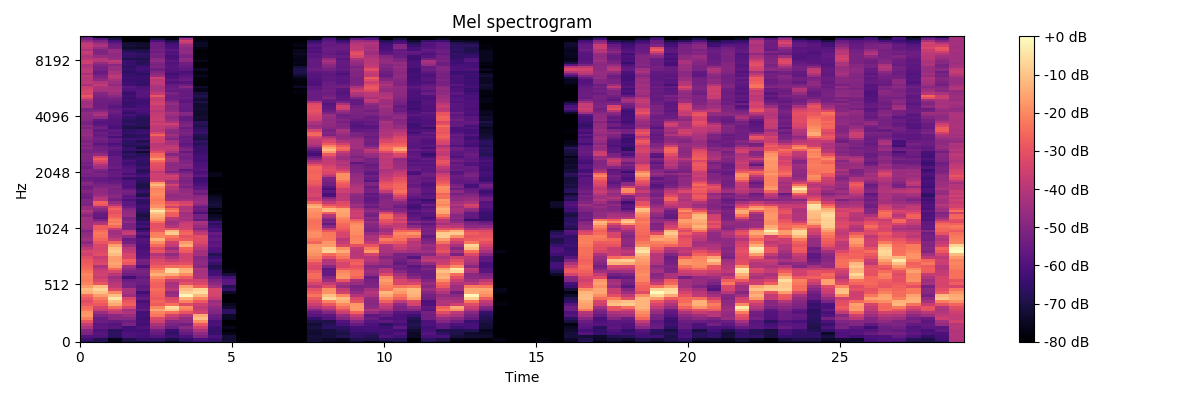 Mel spectrogram
Hz
8192
4096
2048
1024
512
0
0 5 10 15 20 25
Time
+0 dB
-10 dB
-20 dB
-30 dB
-40 dB
-50 dB
-60 dB
-70 dB
-80 dB